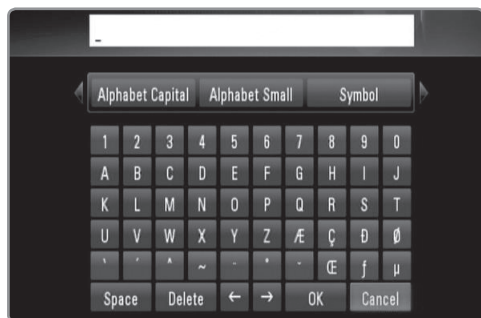 _
Alphabet Capital Alphabet Small Symbol
1 2 3 4 5 6 7 8 9 0
A B C D E F G H I J
K L M N O P Q R S T
U V W X Y Z Æ Ç Ð Ø
` ´ ^ ~ ¨ ° - Œ ƒ µ
Space Delete ← → OK Cancel